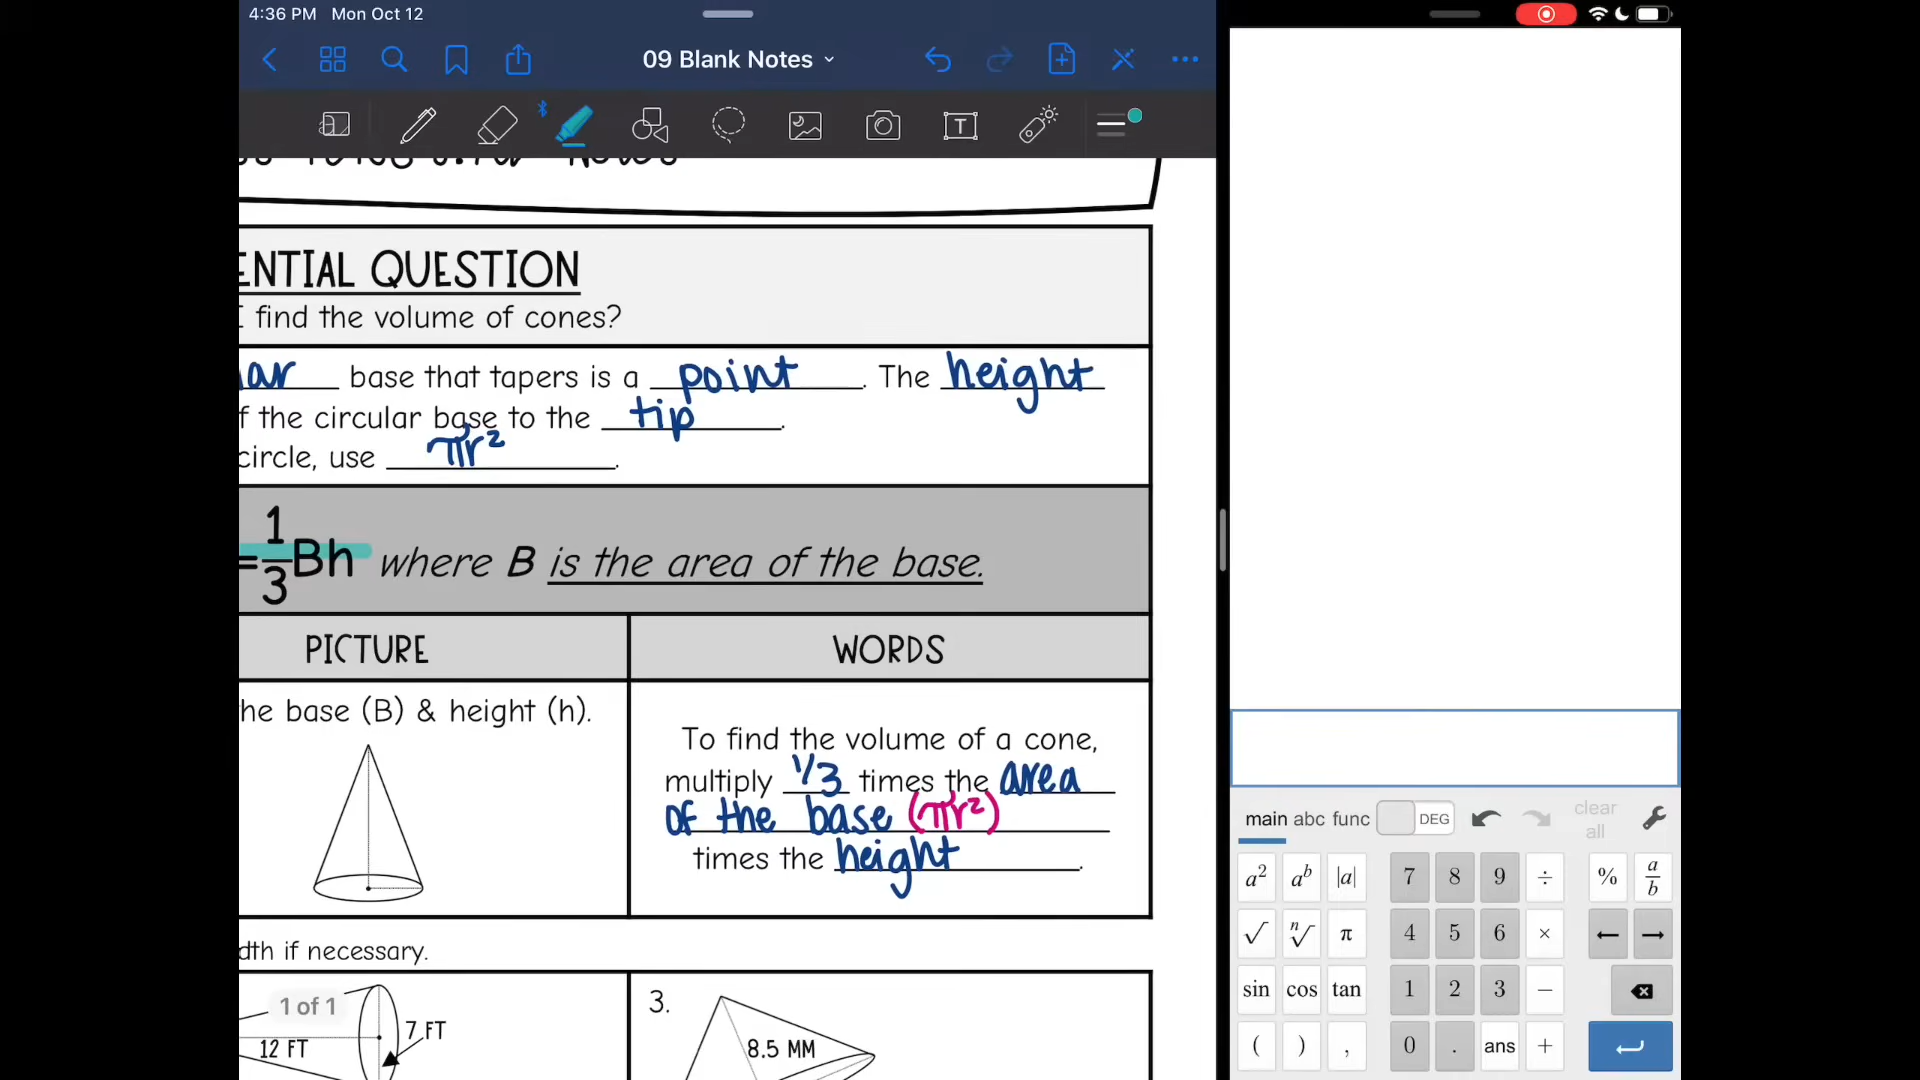 4:36 PM Mon Oct 12
09 Blank Notes
Notes
ENTIAL QUESTION
I find the volume of cones?
base that tapers is a point. The height
f the circular base to the tip.
circle, use πr².
=1/3Bh where B is the area of the base.
PICTURE
WORDS
he base (B) & height (h).
To find the volume of a cone,
multiply 1/3 times the area
of the base (πr²)
times the height.
dth if necessary.
1 of 1
7 FT
12 FT
3.
8.5 MM
main abc func DEG clear all
a² aᵇ |a| 7 8 9 ÷ % a/b
√ ⁿ√ π 4 5 6 × ← →
sin cos tan 1 2 3 −
( ) , 0 . ans +